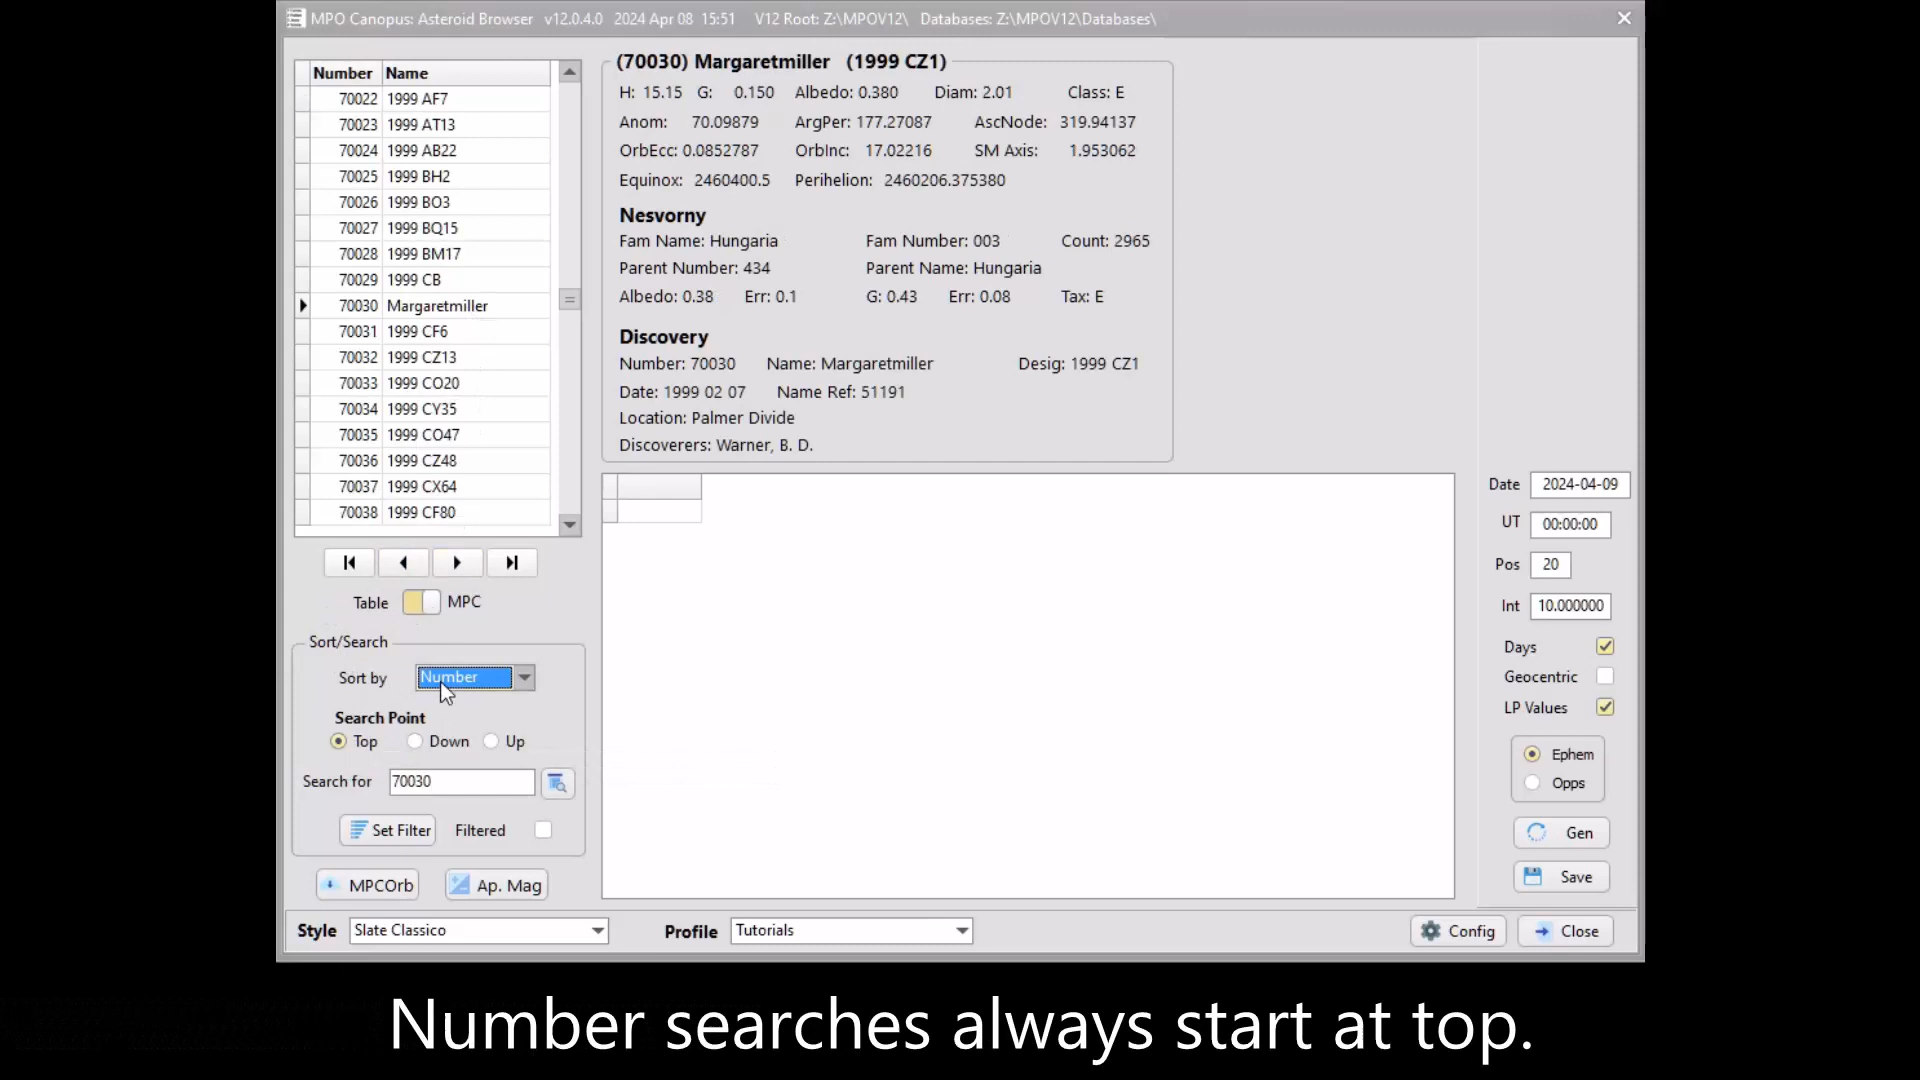 MPO Canopus: Asteroid Browser v12.0.4.0 2024 Apr 08 15:51 V12 Root: Z:\MPOV12\ Databases: Z:\MPOV12\Databases\
Number Name
70022 1999 AF7
70023 1999 AT13
70024 1999 AB22
70025 1999 BH2
70026 1999 BO3
70027 1999 BQ15
70028 1999 BM17
70029 1999 CB
70030 Margaretmiller
70031 1999 CF6
70032 1999 CZ13
70033 1999 CO20
70034 1999 CY35
70035 1999 CO47
70036 1999 CZ48
70037 1999 CX64
70038 1999 CF80
Table MPC
Sort/Search
Sort by Number
Search Point
Top Down Up
Search for 70030
Set Filter Filtered
MPCOrb Ap. Mag
(70030) Margaretmiller (1999 CZ1)
H: 15.15 G: 0.150 Albedo: 0.380 Diam: 2.01 Class: E
Anom: 70.09879 ArgPer: 177.27087 AscNode: 319.94137
OrbEcc: 0.0852787 OrbInc: 17.02216 SM Axis: 1.953062
Equinox: 2460400.5 Perihelion: 2460206.375380
Nesvorny
Fam Name: Hungaria Fam Number: 003 Count: 2965
Parent Number: 434 Parent Name: Hungaria
Albedo: 0.38 Err: 0.1 G: 0.43 Err: 0.08 Tax: E
Discovery
Number: 70030 Name: Margaretmiller Desig: 1999 CZ1
Date: 1999 02 07 Name Ref: 51191
Location: Palmer Divide
Discoverers: Warner, B. D.
Date 2024-04-09
UT 00:00:00
Pos 20
Int 10.000000
Days
Geocentric
LP Values
Ephem
Opps
Gen
Save
Style Slate Classico Profile Tutorials Config Close
Number searches always start at top.